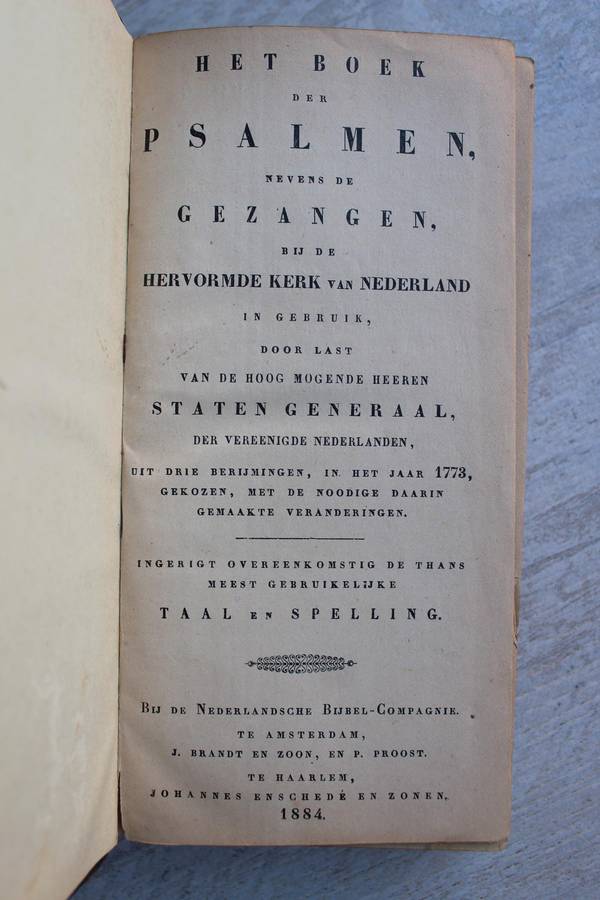 HET BOEK
DER
PSALMEN,
NEVENS DE
GEZANGEN,
BIJ DE
HERVORMDE KERK VAN NEDERLAND
IN GEBRUIK,
DOOR LAST
VAN DE HOOG MOGENDE HEEREN
STATEN GENERAAL,
DER VEREENIGDE NEDERLANDEN,
UIT DRIE BERIJMINGEN, IN HET JAAR 1773,
GEKOZEN, MET DE NOODIGE DAARIN
GEMAAKTE VERANDERINGEN.
INGERIGT OVEREENKOMSTIG DE THANS
MEEST GEBRUIKELIJKE
TAAL EN SPELLING.
BIJ DE NEDERLANDSCHE BIJBEL-COMPAGNIE.
TE AMSTERDAM,
J. BRANDT EN ZOON, EN P. PROOST.
TE HAARLEM,
JOHANNES ENSCHEDÉ EN ZONEN.
1884.